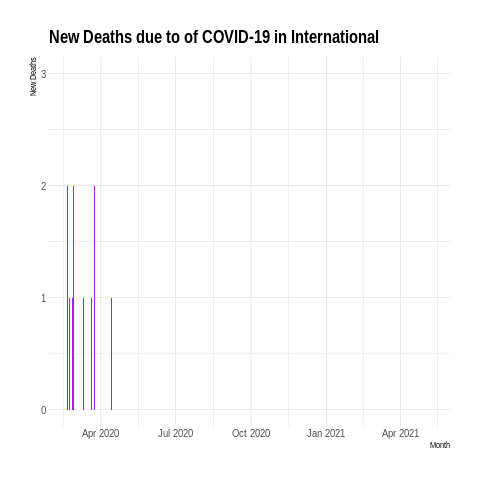 New Deaths due to of COVID-19 in International
New Deaths
3
2
1
0
Apr 2020
Jul 2020
Oct 2020
Jan 2021
Apr 2021
Month